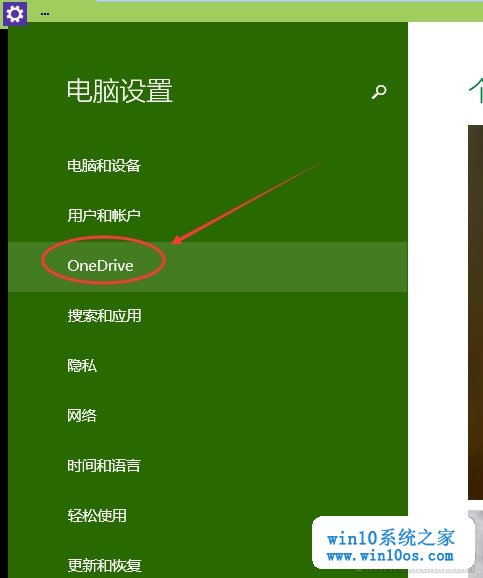 ...
电脑设置
个
电脑和设备
用户和帐户
OneDrive
搜索和应用
隐私
网络
时间和语言
轻松使用
更新和恢复
win10系统之家
www.win10os.com